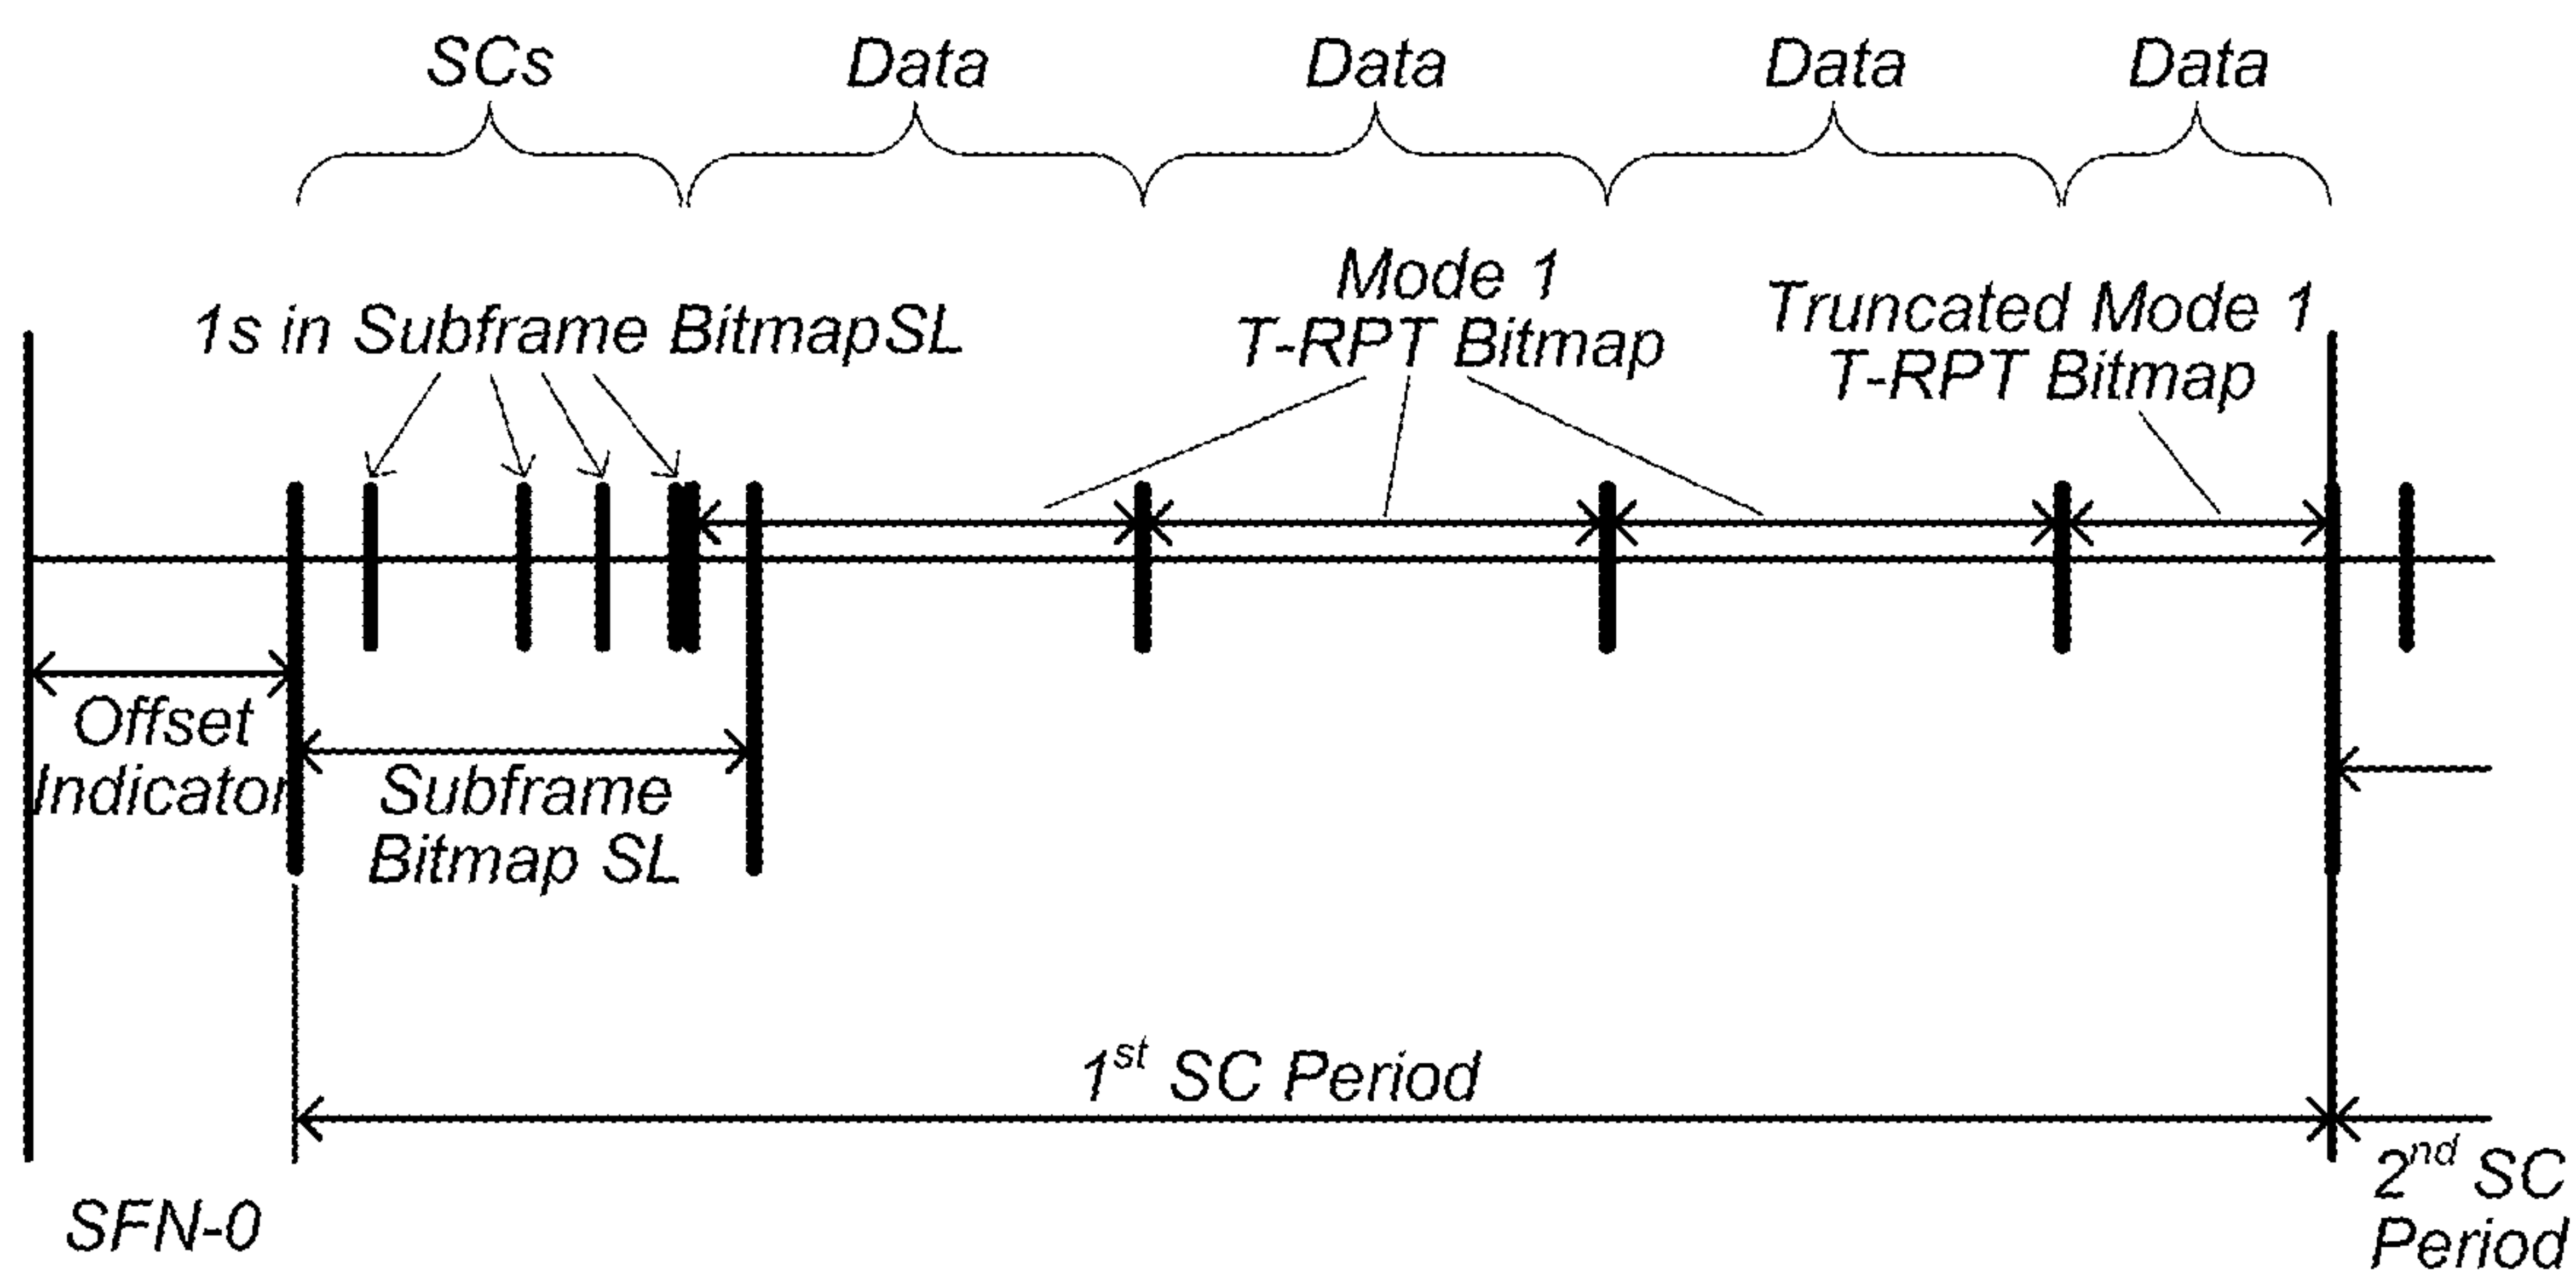 SCs
Data
Data
Data
Data
1s in Subframe BitmapSL
Mode 1
T-RPT Bitmap
Truncated Mode 1
T-RPT Bitmap
Offset
Indicator
Subframe
Bitmap SL
1st SC Period
2nd SC
Period
SFN-0